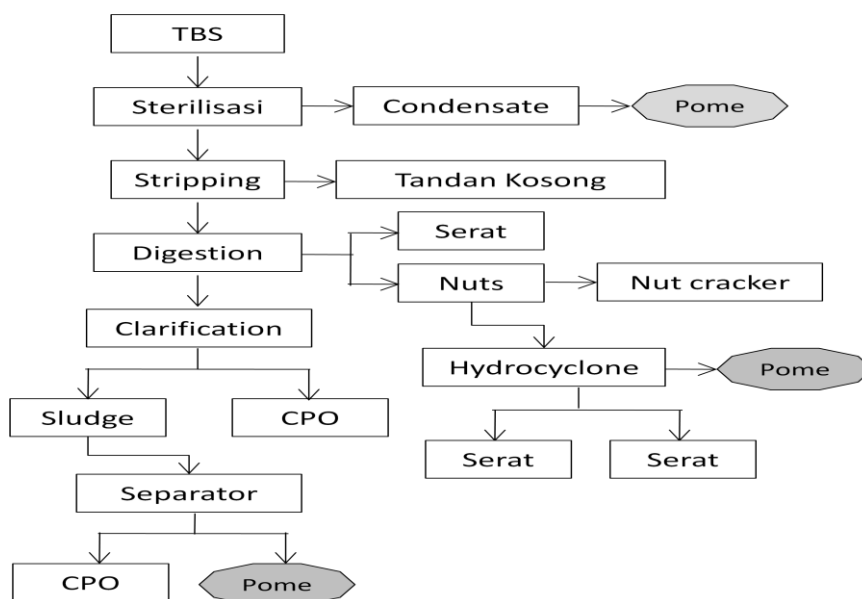 TBS
Sterilisasi
Condensate
Pome
Stripping
Tandan Kosong
Digestion
Serat
Nuts
Nut cracker
Clarification
Hydrocyclone
Pome
Sludge
CPO
Serat
Serat
Separator
CPO
Pome